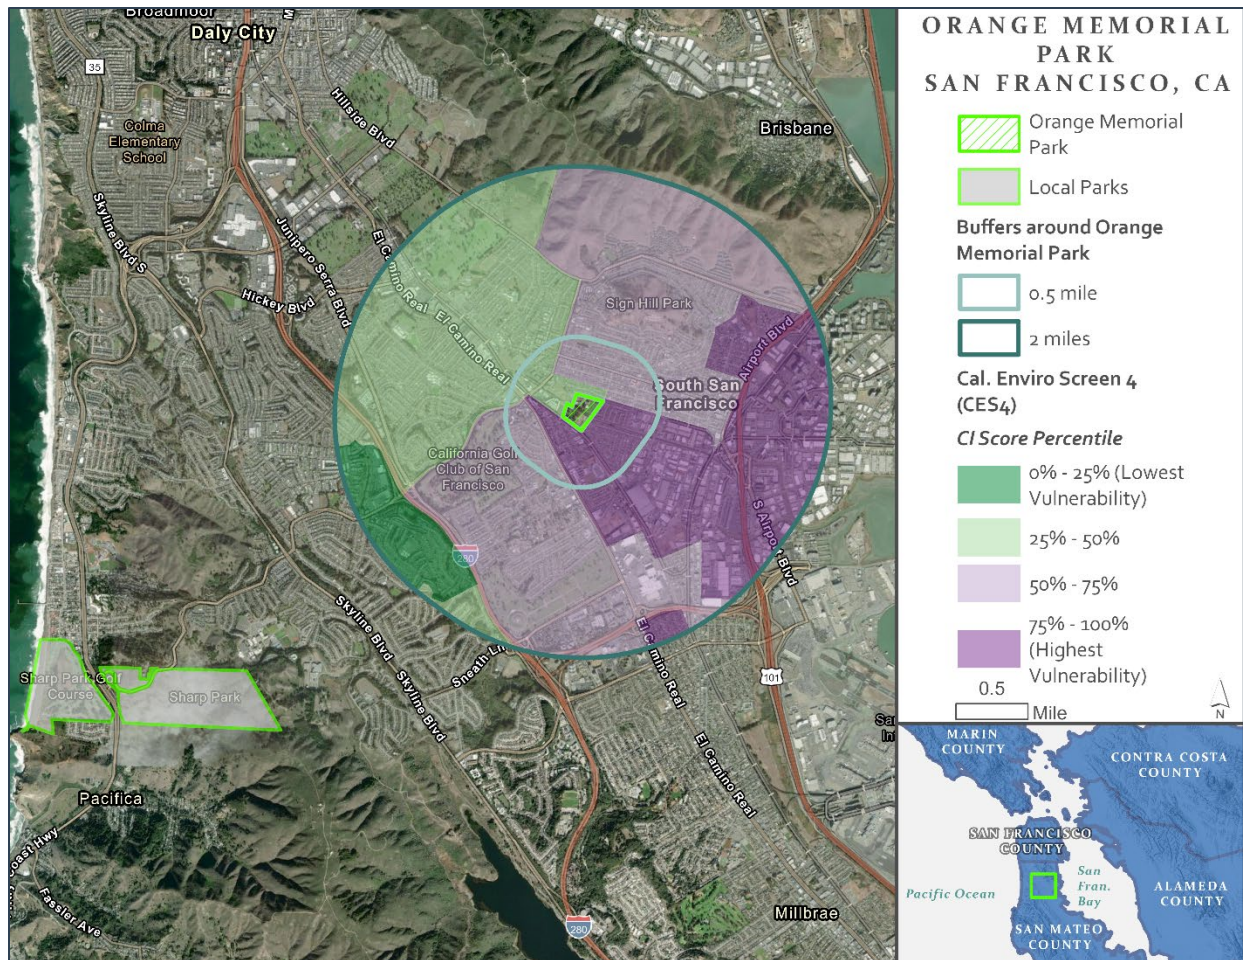 Broadmoor
Daly City
35
Colma
Elementary
School
Hillside Blvd
Brisbane
Skyline Blvd S
Junipero Serra Blvd
El Camino Real
El Camino Real
Hickey Blvd
Sign Hill Park
Airport Blvd
South San
Francisco
California Golf
Club of San
Francisco
280
S Airport Blvd
Skyline Blvd
Skyline Blvd
Sneath Ln
El Camino Real
El Camino Real
101
Sharp Park Golf
Course
Sharp Park
Pacifica
Coast Hwy
Fassler Ave
280
Millbrae
ORANGE MEMORIAL
PARK
SAN FRANCISCO, CA
Orange Memorial
Park
Local Parks
Buffers around Orange
Memorial Park
0.5 mile
2 miles
Cal. Enviro Screen 4
(CES4)
CI Score Percentile
0% - 25% (Lowest
Vulnerability)
25% - 50%
50% - 75%
75% - 100%
(Highest
Vulnerability)
0.5
Mile
N
MARIN
COUNTY
CONTRA COSTA
COUNTY
SAN FRANCISCO
COUNTY
Pacific Ocean
San
Fran.
Bay
ALAMEDA
COUNTY
SAN MATEO
COUNTY